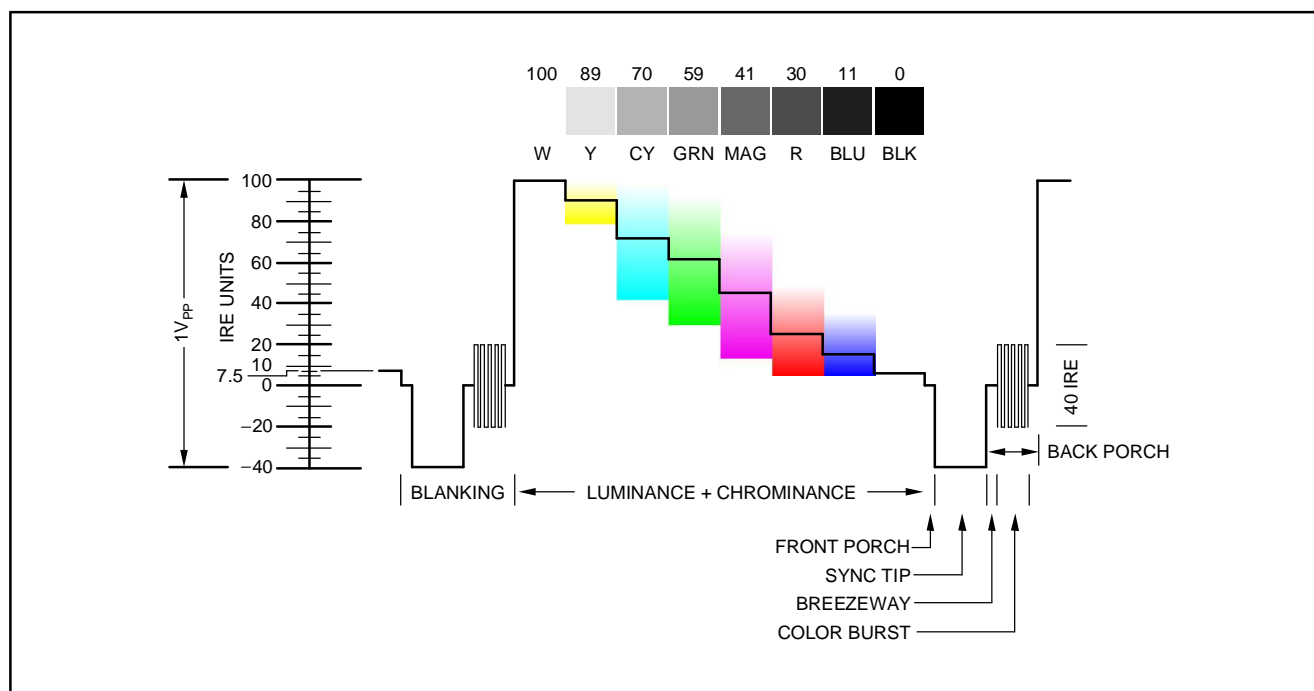 100 89 70 59 41 30 11 0
W Y CY GRN MAG R BLU BLK
1VPP
IRE UNITS
100
80
60
40
20
10
7.5
0
−20
−40
40 IRE
BACK PORCH
BLANKING
LUMINANCE + CHROMINANCE
FRONT PORCH
SYNC TIP
BREEZEWAY
COLOR BURST